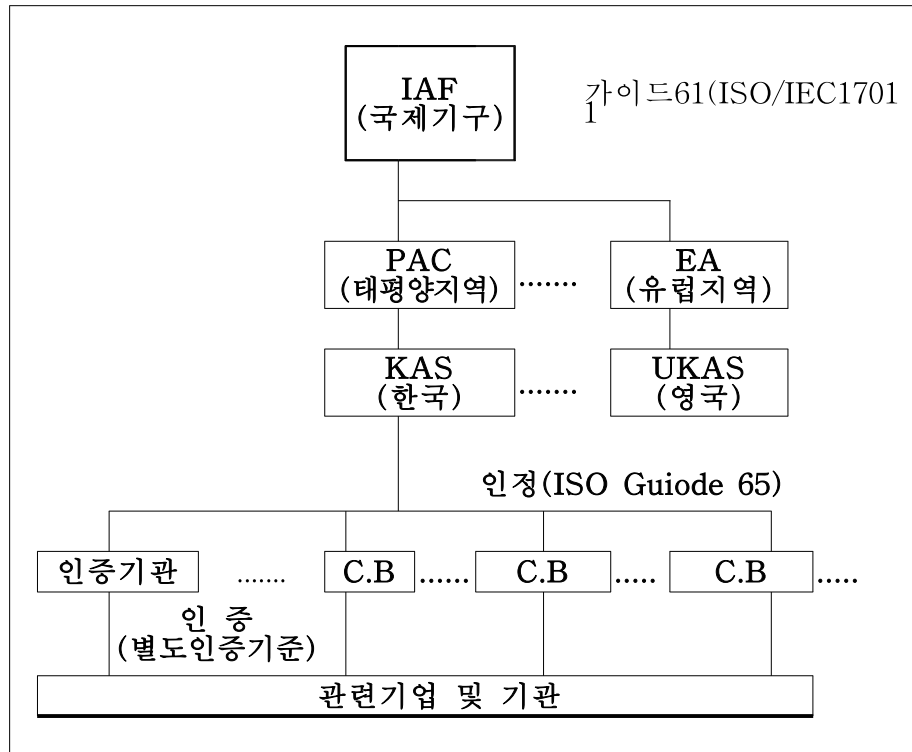 IAF
(국제기구)
가이드61(ISO/IEC1701
1
PAC
(태평양지역)
.......
EA
(유럽지역)
KAS
(한국)
.......
UKAS
(영국)
인정(ISO Guiode 65)
인증기관
.......
C.B
......
C.B
.....
C.B
.....
인 증
(별도인증기준)
관련기업 및 기관